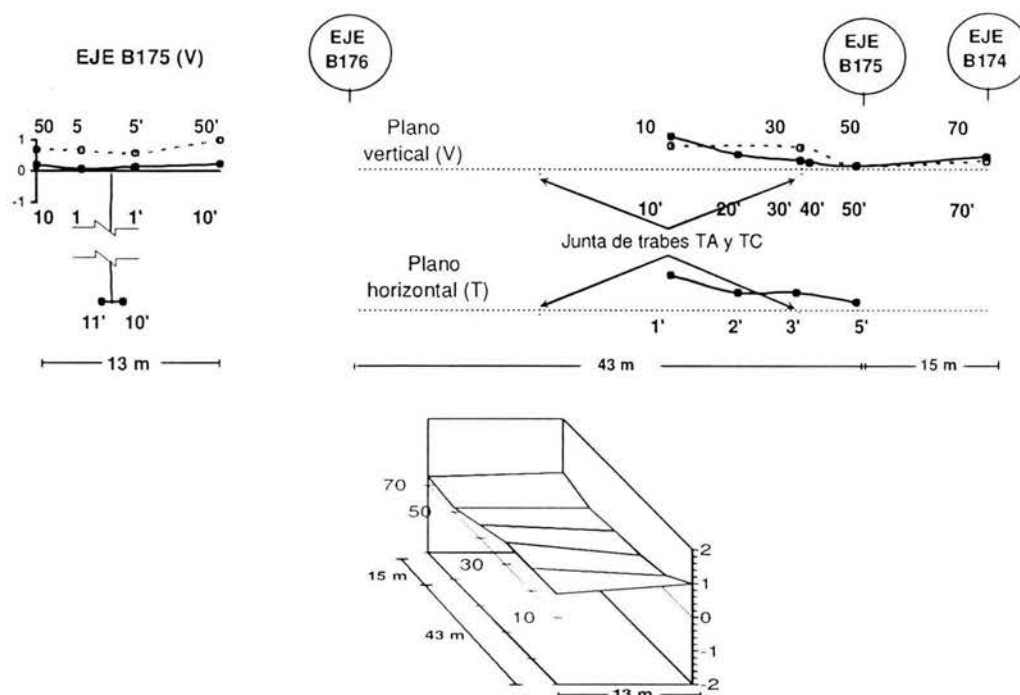 EJE B175 (V)
50 5 5' 50'
1
0
-1
10 1 1' 10'
11' 10'
13 m
EJE
B176
EJE
B175
EJE
B174
Plano
vertical (V)
10 30 50 70
10' 20' 30' 40' 50' 70'
Junta de trabes TA y TC
Plano
horizontal (T)
1' 2' 3' 5'
43 m 15 m
70
50
30
10
15 m
43 m
13 m
2
1
0
-1
-2